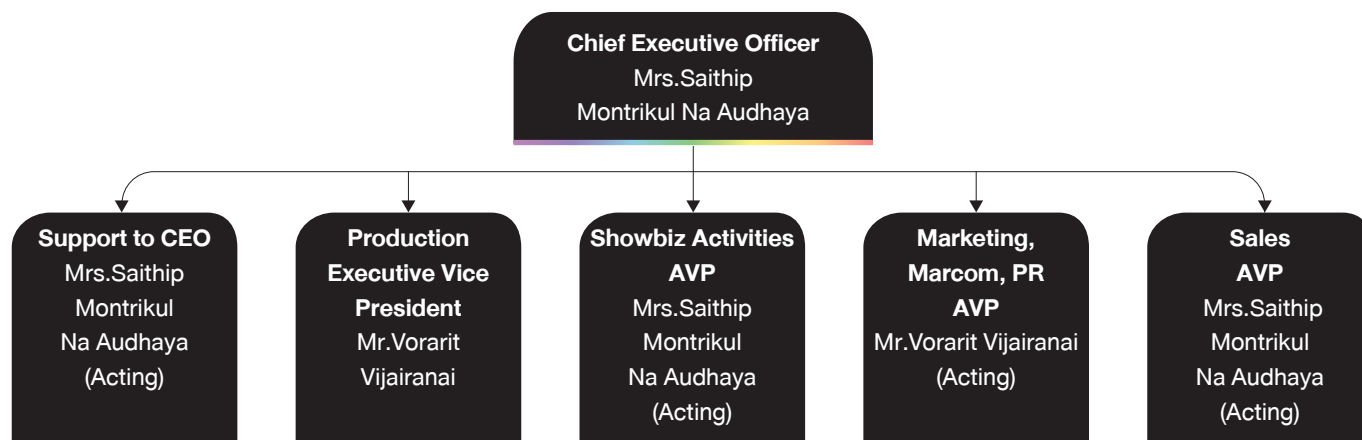 Chief Executive Officer
Mrs.Saithip
Montrikul Na Audhaya
Support to CEO
Mrs.Saithip
Montrikul
Na Audhaya
(Acting)
Production
Executive Vice
President
Mr.Vorarit
Vijairanai
Showbiz Activities
AVP
Mrs.Saithip
Montrikul
Na Audhaya
(Acting)
Marketing,
Marcom, PR
AVP
Mr.Vorarit Vijairanai
(Acting)
Sales
AVP
Mrs.Saithip
Montrikul
Na Audhaya
(Acting)